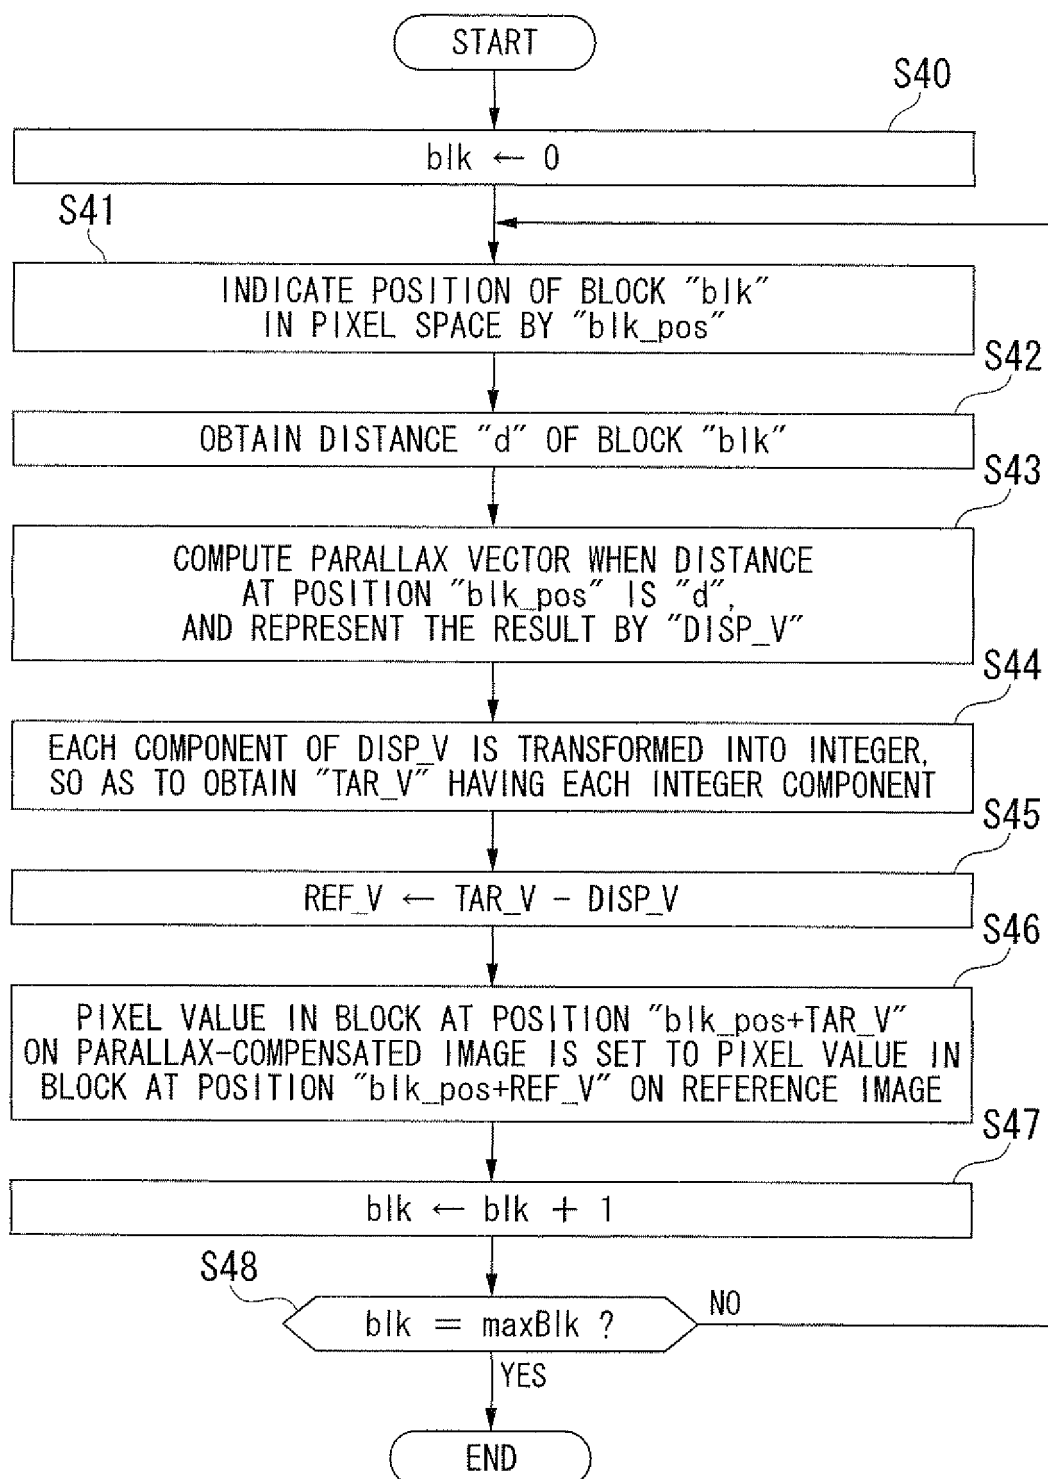 START
S40
blk ← 0
S41
INDICATE POSITION OF BLOCK "blk"
IN PIXEL SPACE BY "blk_pos"
S42
OBTAIN DISTANCE "d" OF BLOCK "blk"
S43
COMPUTE PARALLAX VECTOR WHEN DISTANCE
AT POSITION "blk_pos" IS "d",
AND REPRESENT THE RESULT BY "DISP_V"
S44
EACH COMPONENT OF DISP_V IS TRANSFORMED INTO INTEGER,
SO AS TO OBTAIN "TAR_V" HAVING EACH INTEGER COMPONENT
S45
REF_V ← TAR_V - DISP_V
S46
PIXEL VALUE IN BLOCK AT POSITION "blk_pos+TAR_V"
ON PARALLAX-COMPENSATED IMAGE IS SET TO PIXEL VALUE IN
BLOCK AT POSITION "blk_pos+REF_V" ON REFERENCE IMAGE
S47
blk ← blk + 1
S48
blk = maxBlk ?
NO
YES
END